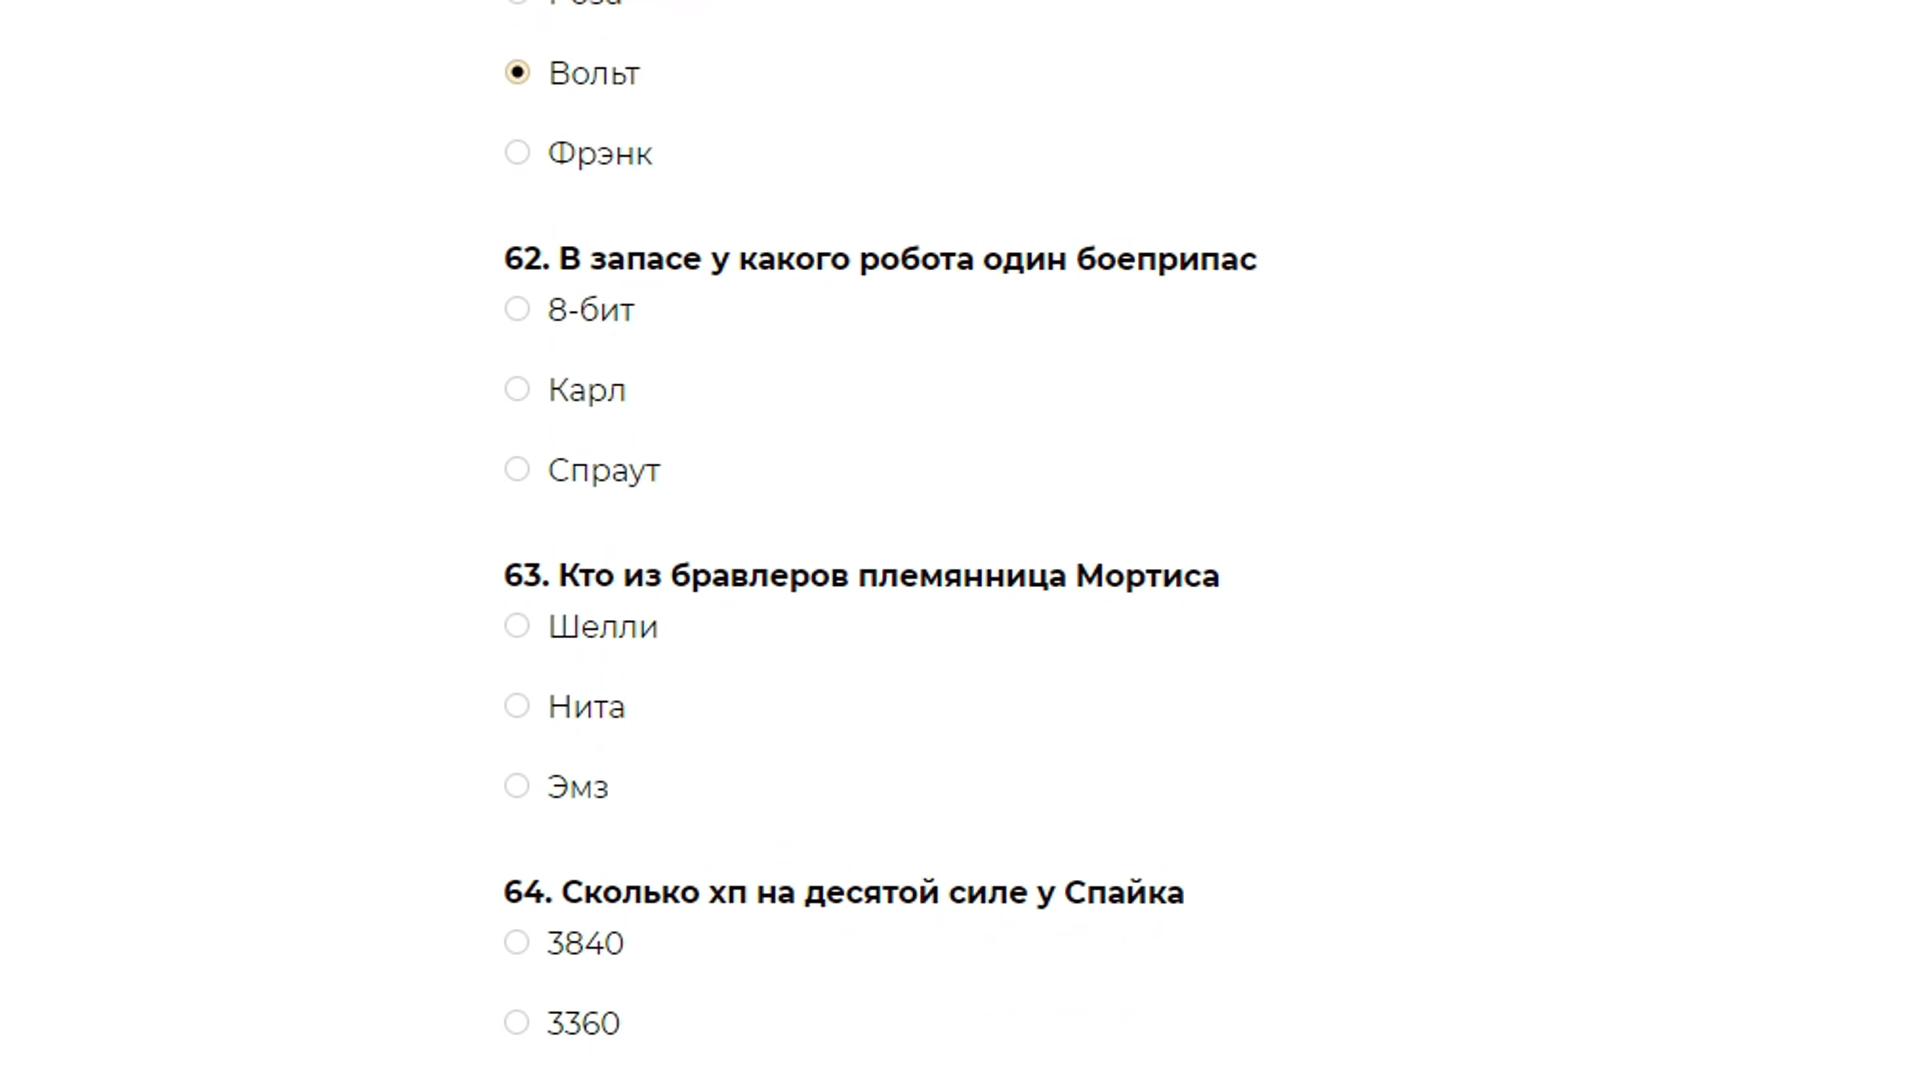 Вольт
Фрэнк
62. В запасе у какого робота один боеприпас
8-бит
Карл
Спраут
63. Кто из бравлеров племянница Мортиса
Шелли
Нита
Эмз
64. Сколько хп на десятой силе у Спайка
3840
3360